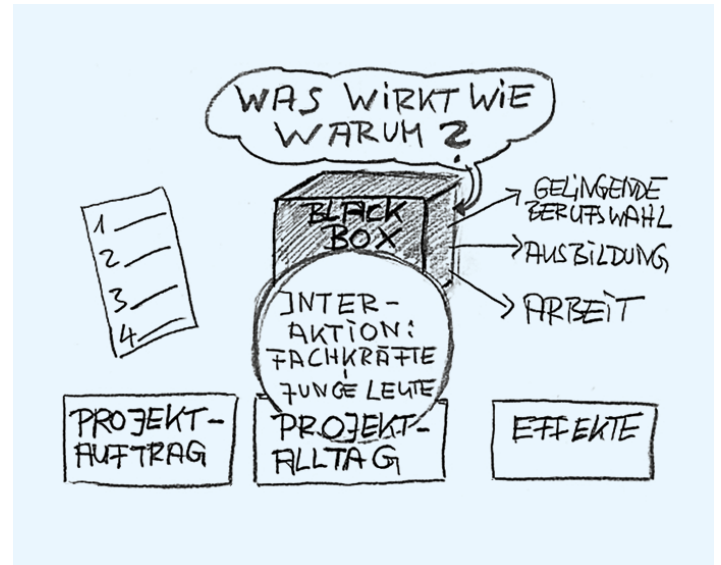 WAS WIRKT WIE
WARUM?
BLACK
BOX
GELINGENDE
BERUFSWAHL
AUSBILDUNG
ARBEIT
1
2
3
4
INTER-
AKTION:
FACHKRÄFTE
JUNGE LEUTE
PROJEKT-
AUFTRAG
PROJEKT-
ALLTAG
EFFEKTE